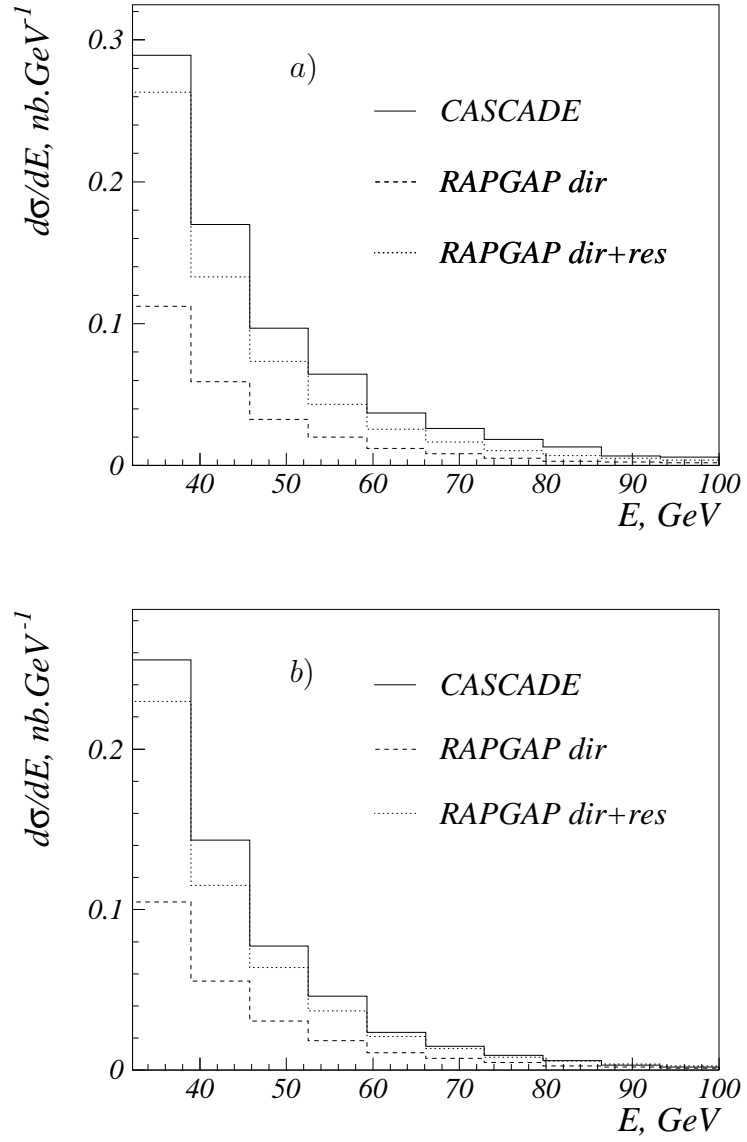 dσ/dE, nb.GeV⁻¹
0.3
0.2
0.1
0
a)
CASCADE
RAPGAP dir
RAPGAP dir+res
40 50 60 70 80 90 100
E, GeV
dσ/dE, nb.GeV⁻¹
0.2
0.1
0
b)
CASCADE
RAPGAP dir
RAPGAP dir+res
40 50 60 70 80 90 100
E, GeV